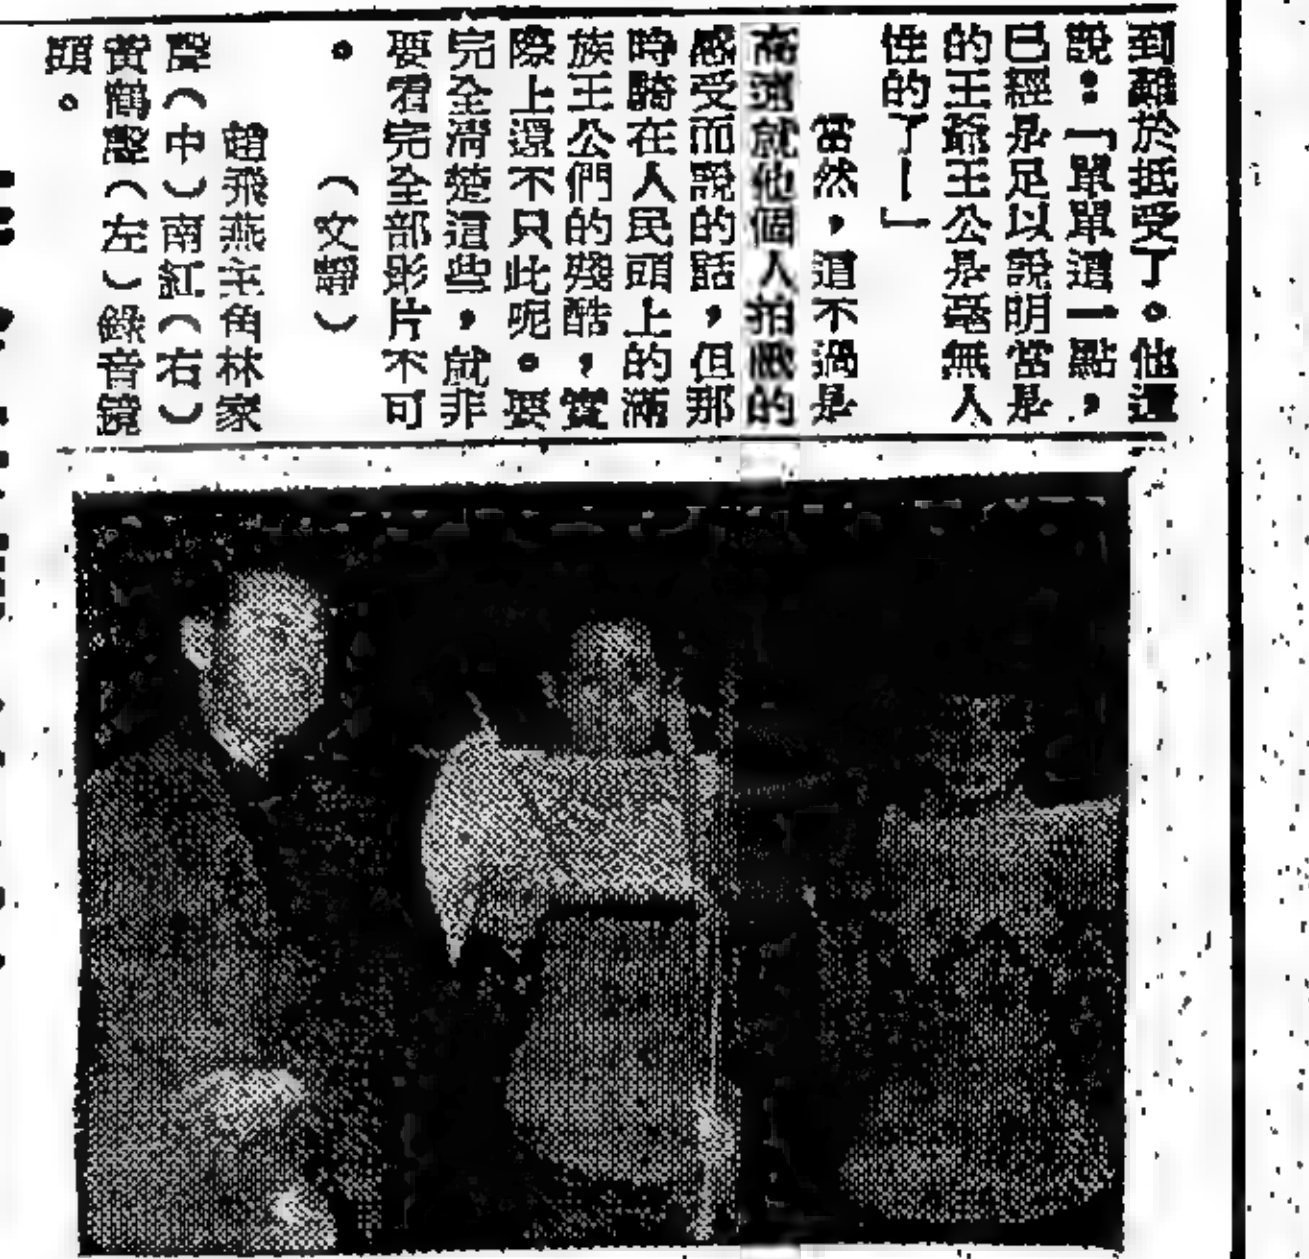 到難於抵受了。他還
說：「單單這一點，
已經是足以說明當是
的王爺王公是毫無人
性的了！」
當然，這不過是
高遠就他個人拍戲的
感受而說的話，但那
時騎在人民頭上的滿
族王公們的殘酷，實
際上還不只此呢。要
完全清楚這些，就非
要看完全部影片不可
。（文靜）
趙飛燕主角林家
聲（中）南紅（右）
黃鶴聲（左）錄音鏡
頭。